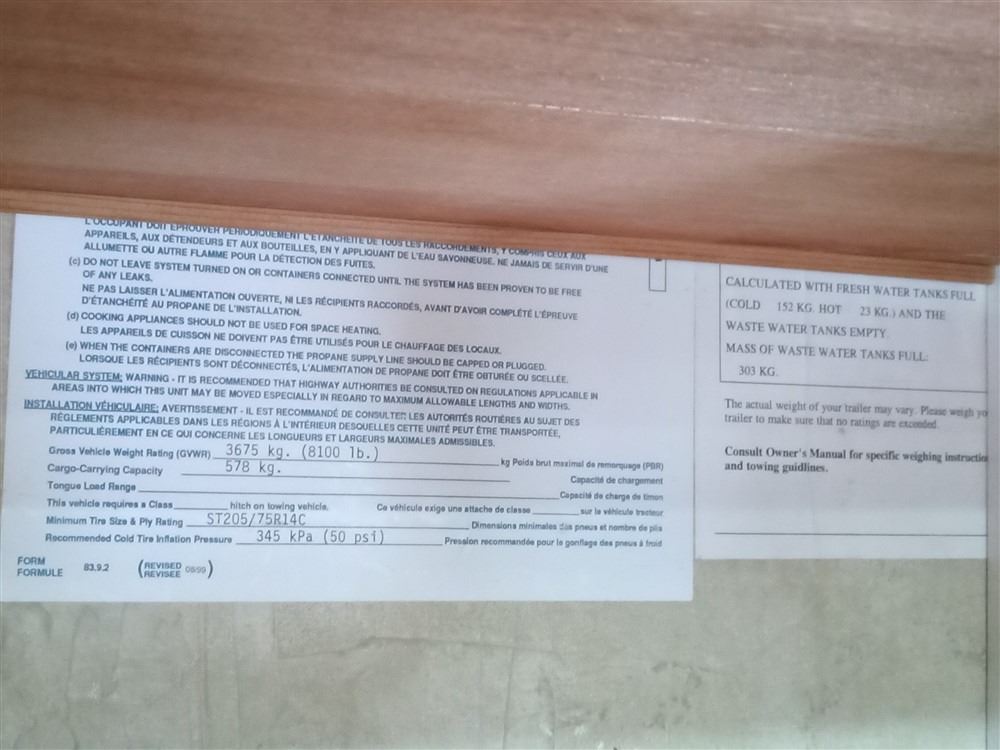 L'OCCUPANT DOIT ÉPROUVER PÉRIODIQUEMENT L'ÉTANCHÉITÉ DE TOUS LES RACCORDEMENTS, Y COMPRIS CEUX AUX
APPAREILS, AUX DÉTENDEURS ET AUX BOUTEILLES, EN Y APPLIQUANT DE L'EAU SAVONNEUSE. NE JAMAIS DE SERVIR D'UNE
ALLUMETTE OU AUTRE FLAMME POUR LA DÉTECTION DES FUITES.
(c) DO NOT LEAVE SYSTEM TURNED ON OR CONTAINERS CONNECTED UNTIL THE SYSTEM HAS BEEN PROVEN TO BE FREE
OF ANY LEAKS.
NE PAS LAISSER L'ALIMENTATION OUVERTE, NI LES RÉCIPIENTS RACCORDÉS, AVANT D'AVOIR COMPLÉTÉ L'ÉPREUVE
D'ÉTANCHÉITÉ AU PROPANE DE L'INSTALLATION.
(d) COOKING APPLIANCES SHOULD NOT BE USED FOR SPACE HEATING.
LES APPAREILS DE CUISSON NE DOIVENT PAS ÊTRE UTILISÉS POUR LE CHAUFFAGE DES LOCAUX.
(e) WHEN THE CONTAINERS ARE DISCONNECTED THE PROPANE SUPPLY LINE SHOULD BE CAPPED OR PLUGGED.
LORSQUE LES RÉCIPIENTS SONT DÉCONNECTÉS, L'ALIMENTATION DE PROPANE DOIT ÊTRE OBTURÉE OU SCELLÉE.
VEHICULAR SYSTEM: WARNING - IT IS RECOMMENDED THAT HIGHWAY AUTHORITIES BE CONSULTED ON REGULATIONS APPLICABLE IN
AREAS INTO WHICH THIS UNIT MAY BE MOVED ESPECIALLY IN REGARD TO MAXIMUM ALLOWABLE LENGTHS AND WIDTHS.
INSTALLATION VÉHICULAIRE: AVERTISSEMENT - IL EST RECOMMANDÉ DE CONSULTER LES AUTORITÉS ROUTIÈRES AU SUJET DES
RÉGLEMENTS APPLICABLES DANS LES RÉGIONS À L'INTÉRIEUR DESQUELLES CETTE UNITÉ PEUT ÊTRE TRANSPORTÉE,
PARTICULIÈREMENT EN CE QUI CONCERNE LES LONGUEURS ET LARGEURS MAXIMALES ADMISSIBLES.
Gross Vehicle Weight Rating (GVWR) 3675 kg. (8100 lb.) kg Poids brut maximal de remorquage (PBR)
Cargo-Carrying Capacity 578 kg. Capacité de chargement
Tongue Load Range Capacité de charge de timon
This vehicle requires a Class hitch on towing vehicle. Ce véhicule exige une attache de classe sur le véhicule tracteur
Minimum Tire Size & Ply Rating ST205/75R14C Dimensions minimales des pneus et nombre de plis
Recommended Cold Tire Inflation Pressure 345 kPa (50 psi) Pression recommandée pour le gonflage des pneus à froid
FORM
FORMULE 83.9.2 (REVISED
REVISÉE 08/99)
CALCULATED WITH FRESH WATER TANKS FULL
(COLD 152 KG. HOT 23 KG.) AND THE
WASTE WATER TANKS EMPTY.
MASS OF WASTE WATER TANKS FULL:
303 KG.
The actual weight of your trailer may vary. Please weigh yo
trailer to make sure that no ratings are exceeded.
Consult Owner's Manual for specific weighing instructio
and towing guidlines.